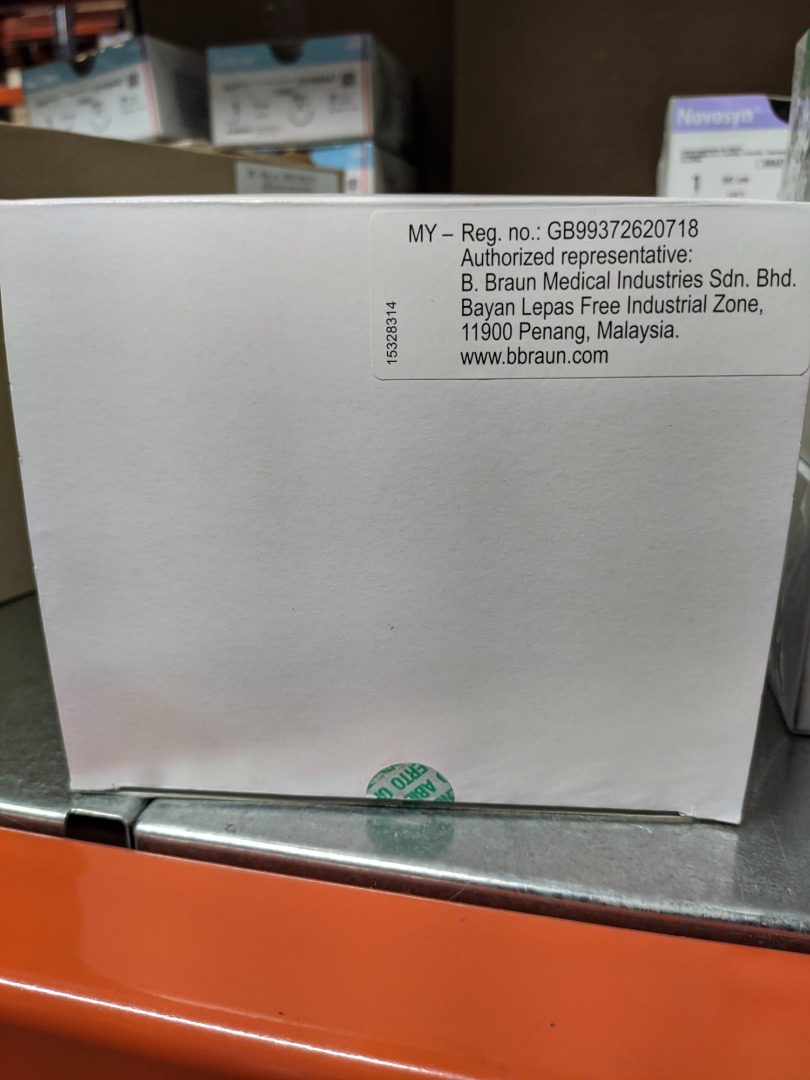 Novosyn
MY – Reg. no.: GB99372620718
Authorized representative:
B. Braun Medical Industries Sdn. Bhd.
Bayan Lepas Free Industrial Zone,
11900 Penang, Malaysia.
www.bbraun.com
15328314
ERTO